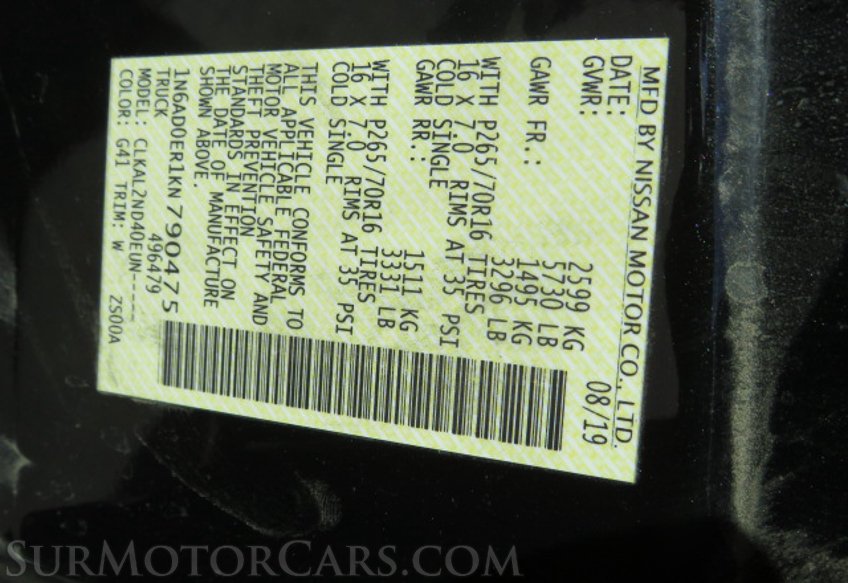 MFD BY NISSAN MOTOR CO., LTD.
DATE: 08/19
GVWR: 2599 KG
5730 LB
GAWR FR.: 1495 KG
3296 LB
WITH P265/70R16 TIRES
16 X 7.0 RIMS AT 35 PSI
COLD SINGLE
GAWR RR.: 1511 KG
3331 LB
WITH P265/70R16 TIRES
16 X 7.0 RIMS AT 35 PSI
COLD SINGLE
THIS VEHICLE CONFORMS TO
ALL APPLICABLE FEDERAL
MOTOR VEHICLE SAFETY AND
THEFT PREVENTION
STANDARDS IN EFFECT ON
THE DATE OF MANUFACTURE
SHOWN ABOVE.
1N6AD0ER1KN790475
TRUCK 496479
MODEL: CLKAL2ND40EUN----
COLOR: G41 TRIM: W ZS00A
SurMotorCars.com